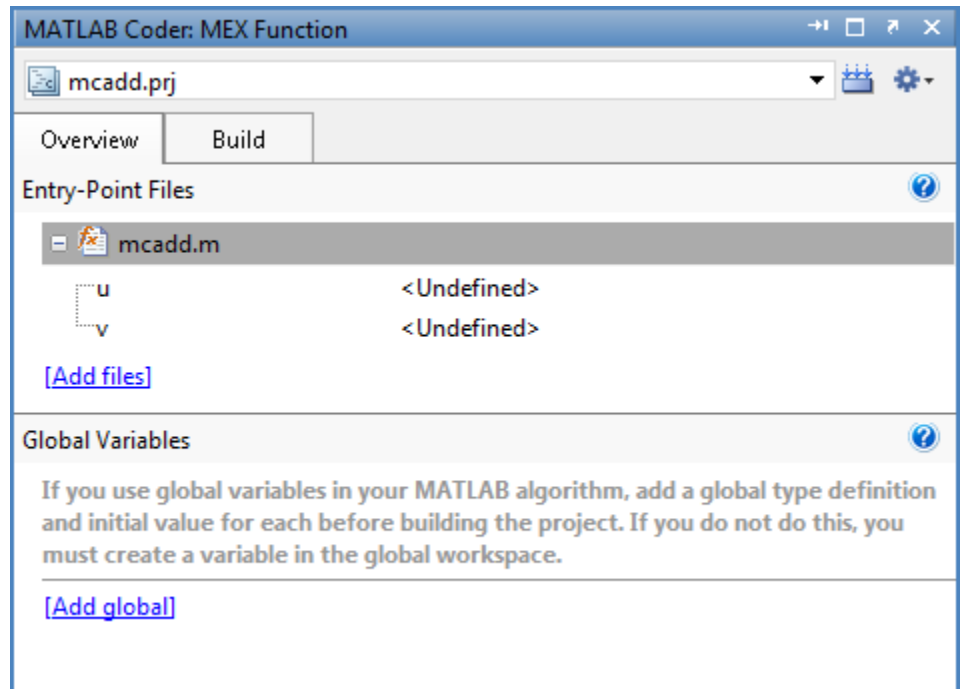 MATLAB Coder: MEX Function
mcadd.prj
Overview Build
Entry-Point Files
mcadd.m
u <Undefined>
v <Undefined>
[Add files]
Global Variables
If you use global variables in your MATLAB algorithm, add a global type definition
and initial value for each before building the project. If you do not do this, you
must create a variable in the global workspace.
[Add global]